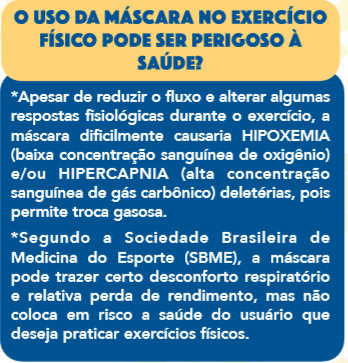 O USO DA MÁSCARA NO EXERCÍCIO
FÍSICO PODE SER PERIGOSO À
SAÚDE?
*Apesar de reduzir o fluxo e alterar algumas
respostas fisiológicas durante o exercício, a
máscara dificilmente causaria HIPOXEMIA
(baixa concentração sanguínea de oxigênio)
e/ou HIPERCAPNIA (alta concentração
sanguínea de gás carbônico) deletérias, pois
permite troca gasosa.
*Segundo a Sociedade Brasileira de
Medicina do Esporte (SBME), a máscara
pode trazer certo desconforto respiratório
e relativa perda de rendimento, mas não
coloca em risco a saúde do usuário que
deseja praticar exercícios físicos.